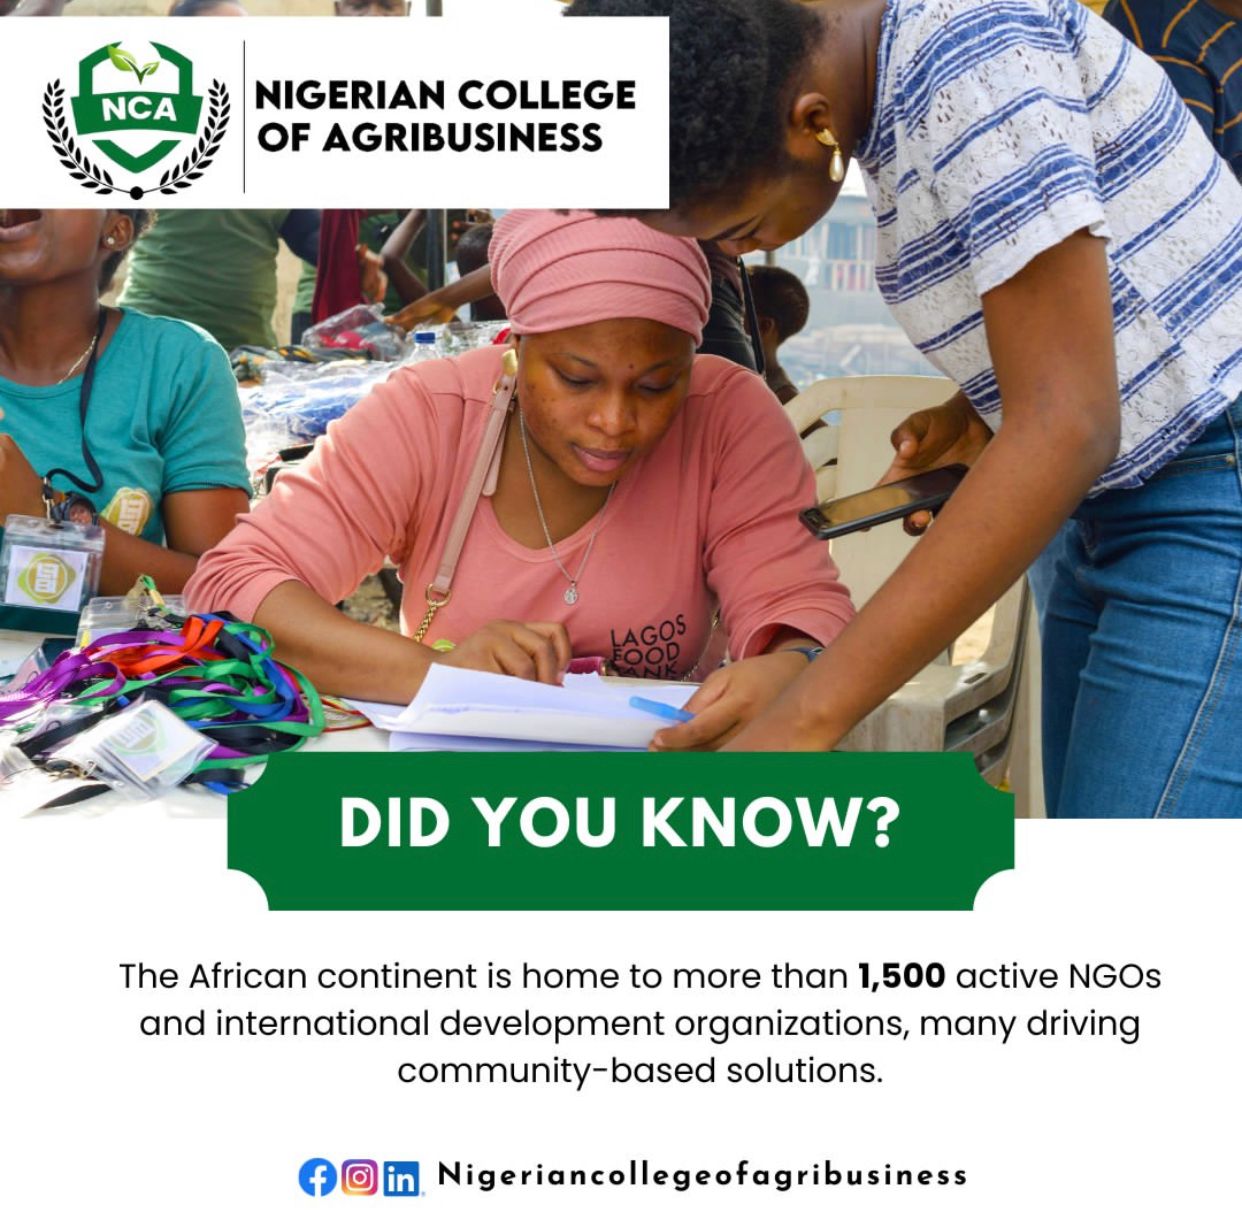 NCA
NIGERIAN COLLEGE
OF AGRIBUSINESS
LAGOS
FOOD
BANK
DID YOU KNOW?
The African continent is home to more than 1,500 active NGOs
and international development organizations, many driving
community-based solutions.
in
Nigeriancollegeofagribusiness